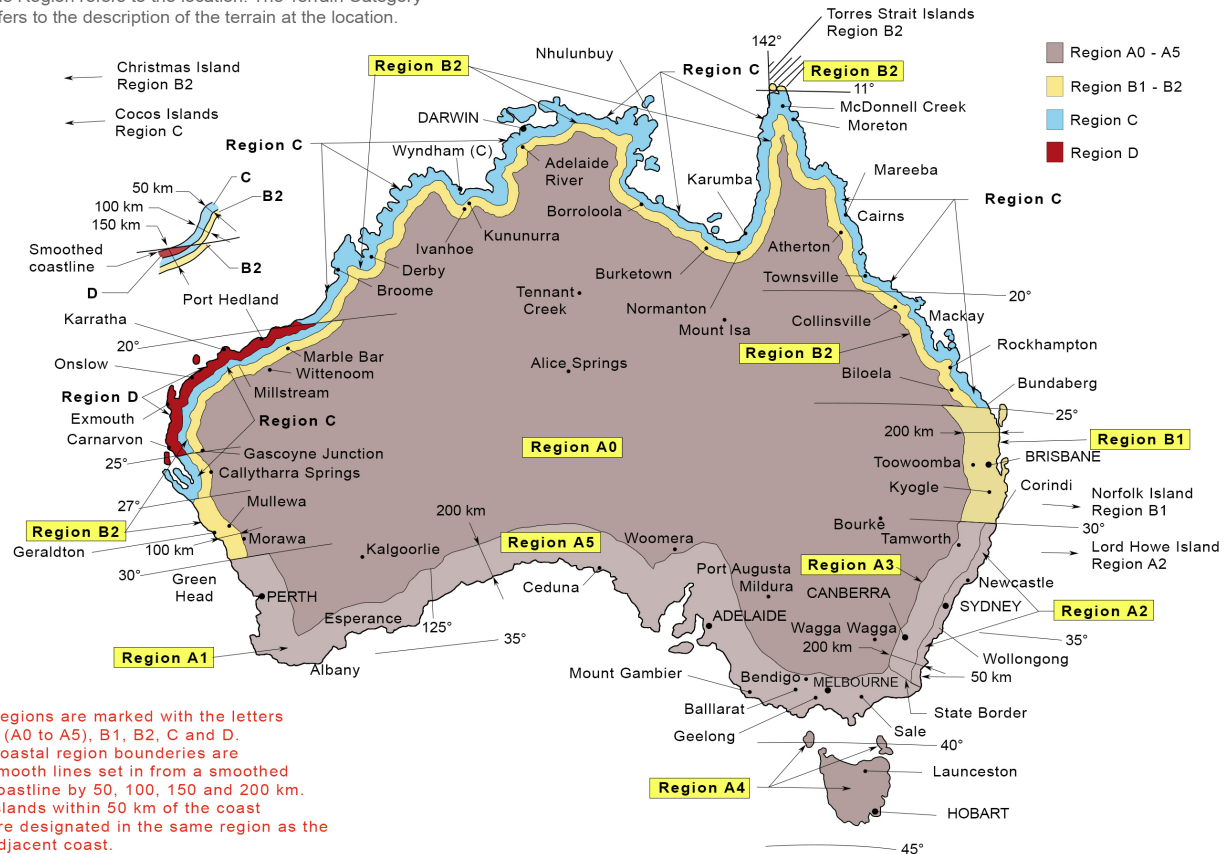 Region refers to the location. The Terrain Category
fers to the description of the terrain at the location.
Christmas Island
Region B2
Cocos Islands
Region C
Region C
Region B2
Nhulunbuy
Region C
142°
Torres Strait Islands
Region B2
Region B2
11°
McDonnell Creek
Moreton
Region A0 - A5
Region B1 - B2
Region C
Region D
DARWIN
Wyndham (C)
Adelaide
River
Karumba
Mareeba
Region C
Cairns
Borroloola
Ivanhoe
Kununurra
Atherton
Burketown
Townsville
Derby
Broome
50 km
C
100 km
B2
150 km
Smoothed
coastline
B2
D
Port Hedland
Tennant
Creek
Normanton
Mount Isa
20°
Collinsville
Mackay
Karratha
20°
Onslow
Marble Bar
Wittenoom
Millstream
Alice Springs
Region B2
Rockhampton
Biloela
Bundaberg
Region D
Exmouth
Region C
Carnarvon
25°
Gascoyne Junction
Callytharra Springs
Region A0
25°
200 km
Region B1
Toowoomba
BRISBANE
Kyogle
Corindi
Norfolk Island
Region B1
27°
Mullewa
Region B2
Geraldton
100 km
Morawa
200 km
Bourke
30°
Tamworth
Lord Howe Island
Region A2
Kalgoorlie
Region A5
Woomera
30°
Green
Head
Ceduna
Port Augusta
Mildura
Region A3
CANBERRA
Newcastle
SYDNEY
Region A2
PERTH
Esperance
125°
35°
ADELAIDE
Wagga Wagga
200 km
35°
Wollongong
Region A1
Albany
Mount Gambier
Bendigo
MELBOURNE
50 km
Balllarat
Geelong
Sale
State Border
40°
Region A4
Launceston
HOBART
45°
egions are marked with the letters
(A0 to A5), B1, B2, C and D.
oastal region bounderies are
mooth lines set in from a smoothed
oastline by 50, 100, 150 and 200 km.
slands within 50 km of the coast
re designated in the same region as the
djacent coast.